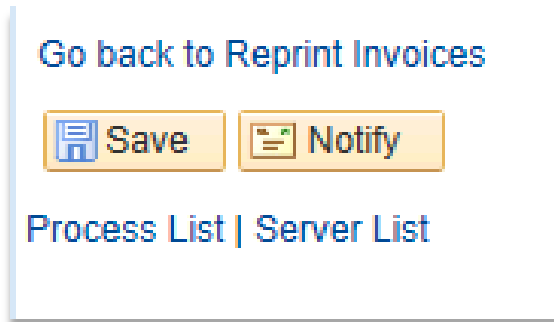 Go back to Reprint Invoices
Save Notify
Process List | Server List